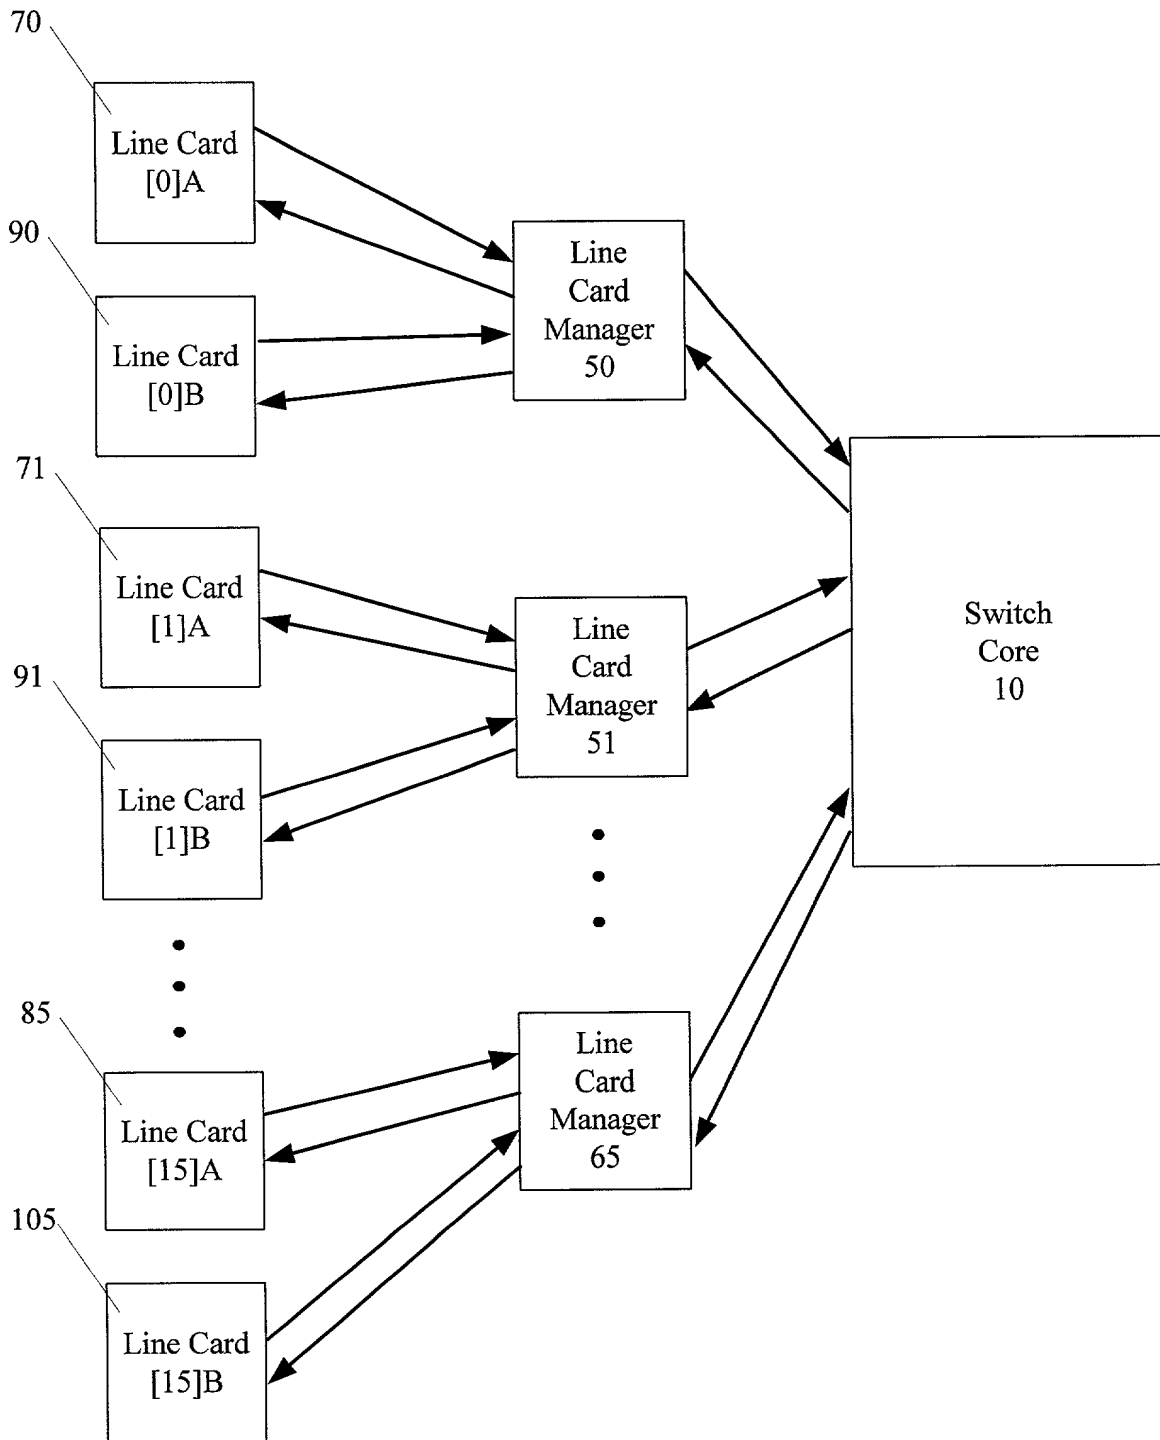 70
Line Card
[0]A
90
Line Card
[0]B
Line
Card
Manager
50
71
Line Card
[1]A
91
Line Card
[1]B
Line
Card
Manager
51
Switch
Core
10
85
Line Card
[15]A
105
Line Card
[15]B
Line
Card
Manager
65